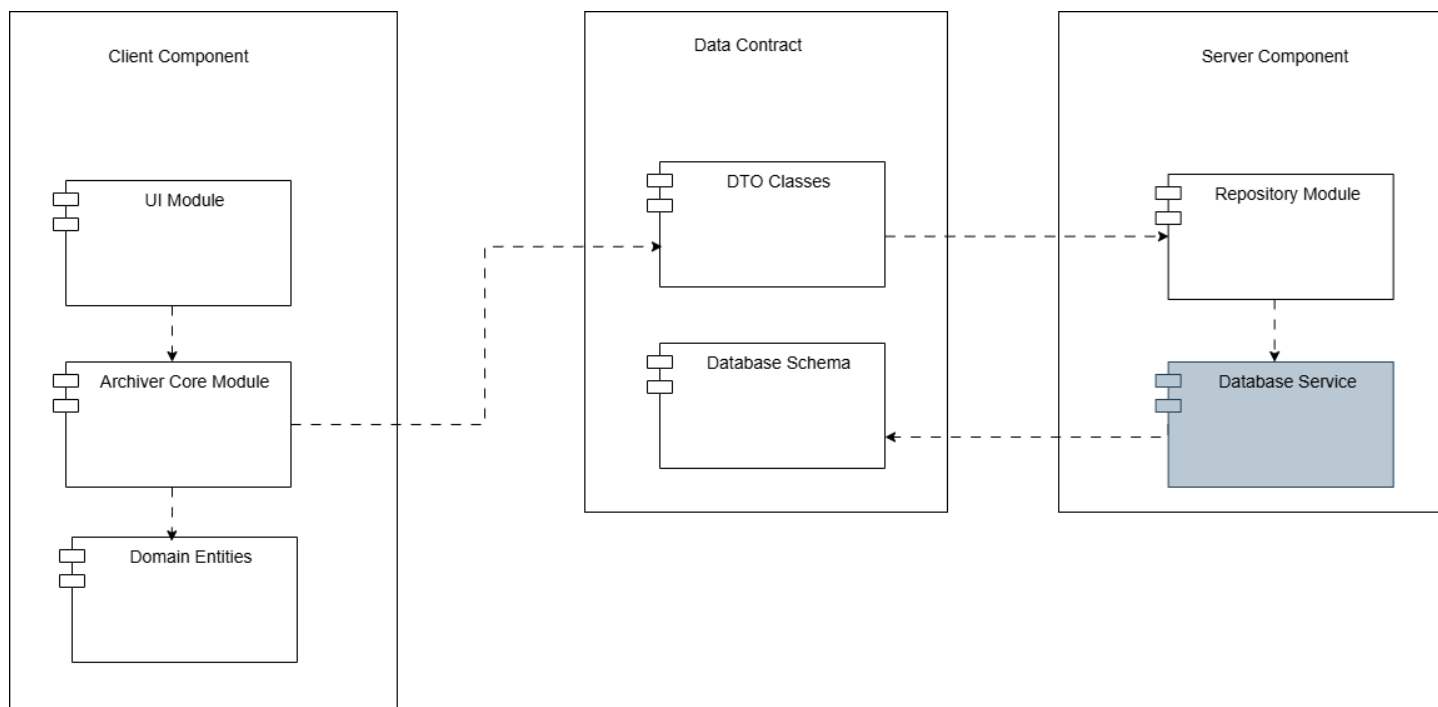 Client Component
UI Module
Archiver Core Module
Domain Entities
Data Contract
DTO Classes
Database Schema
Server Component
Repository Module
Database Service